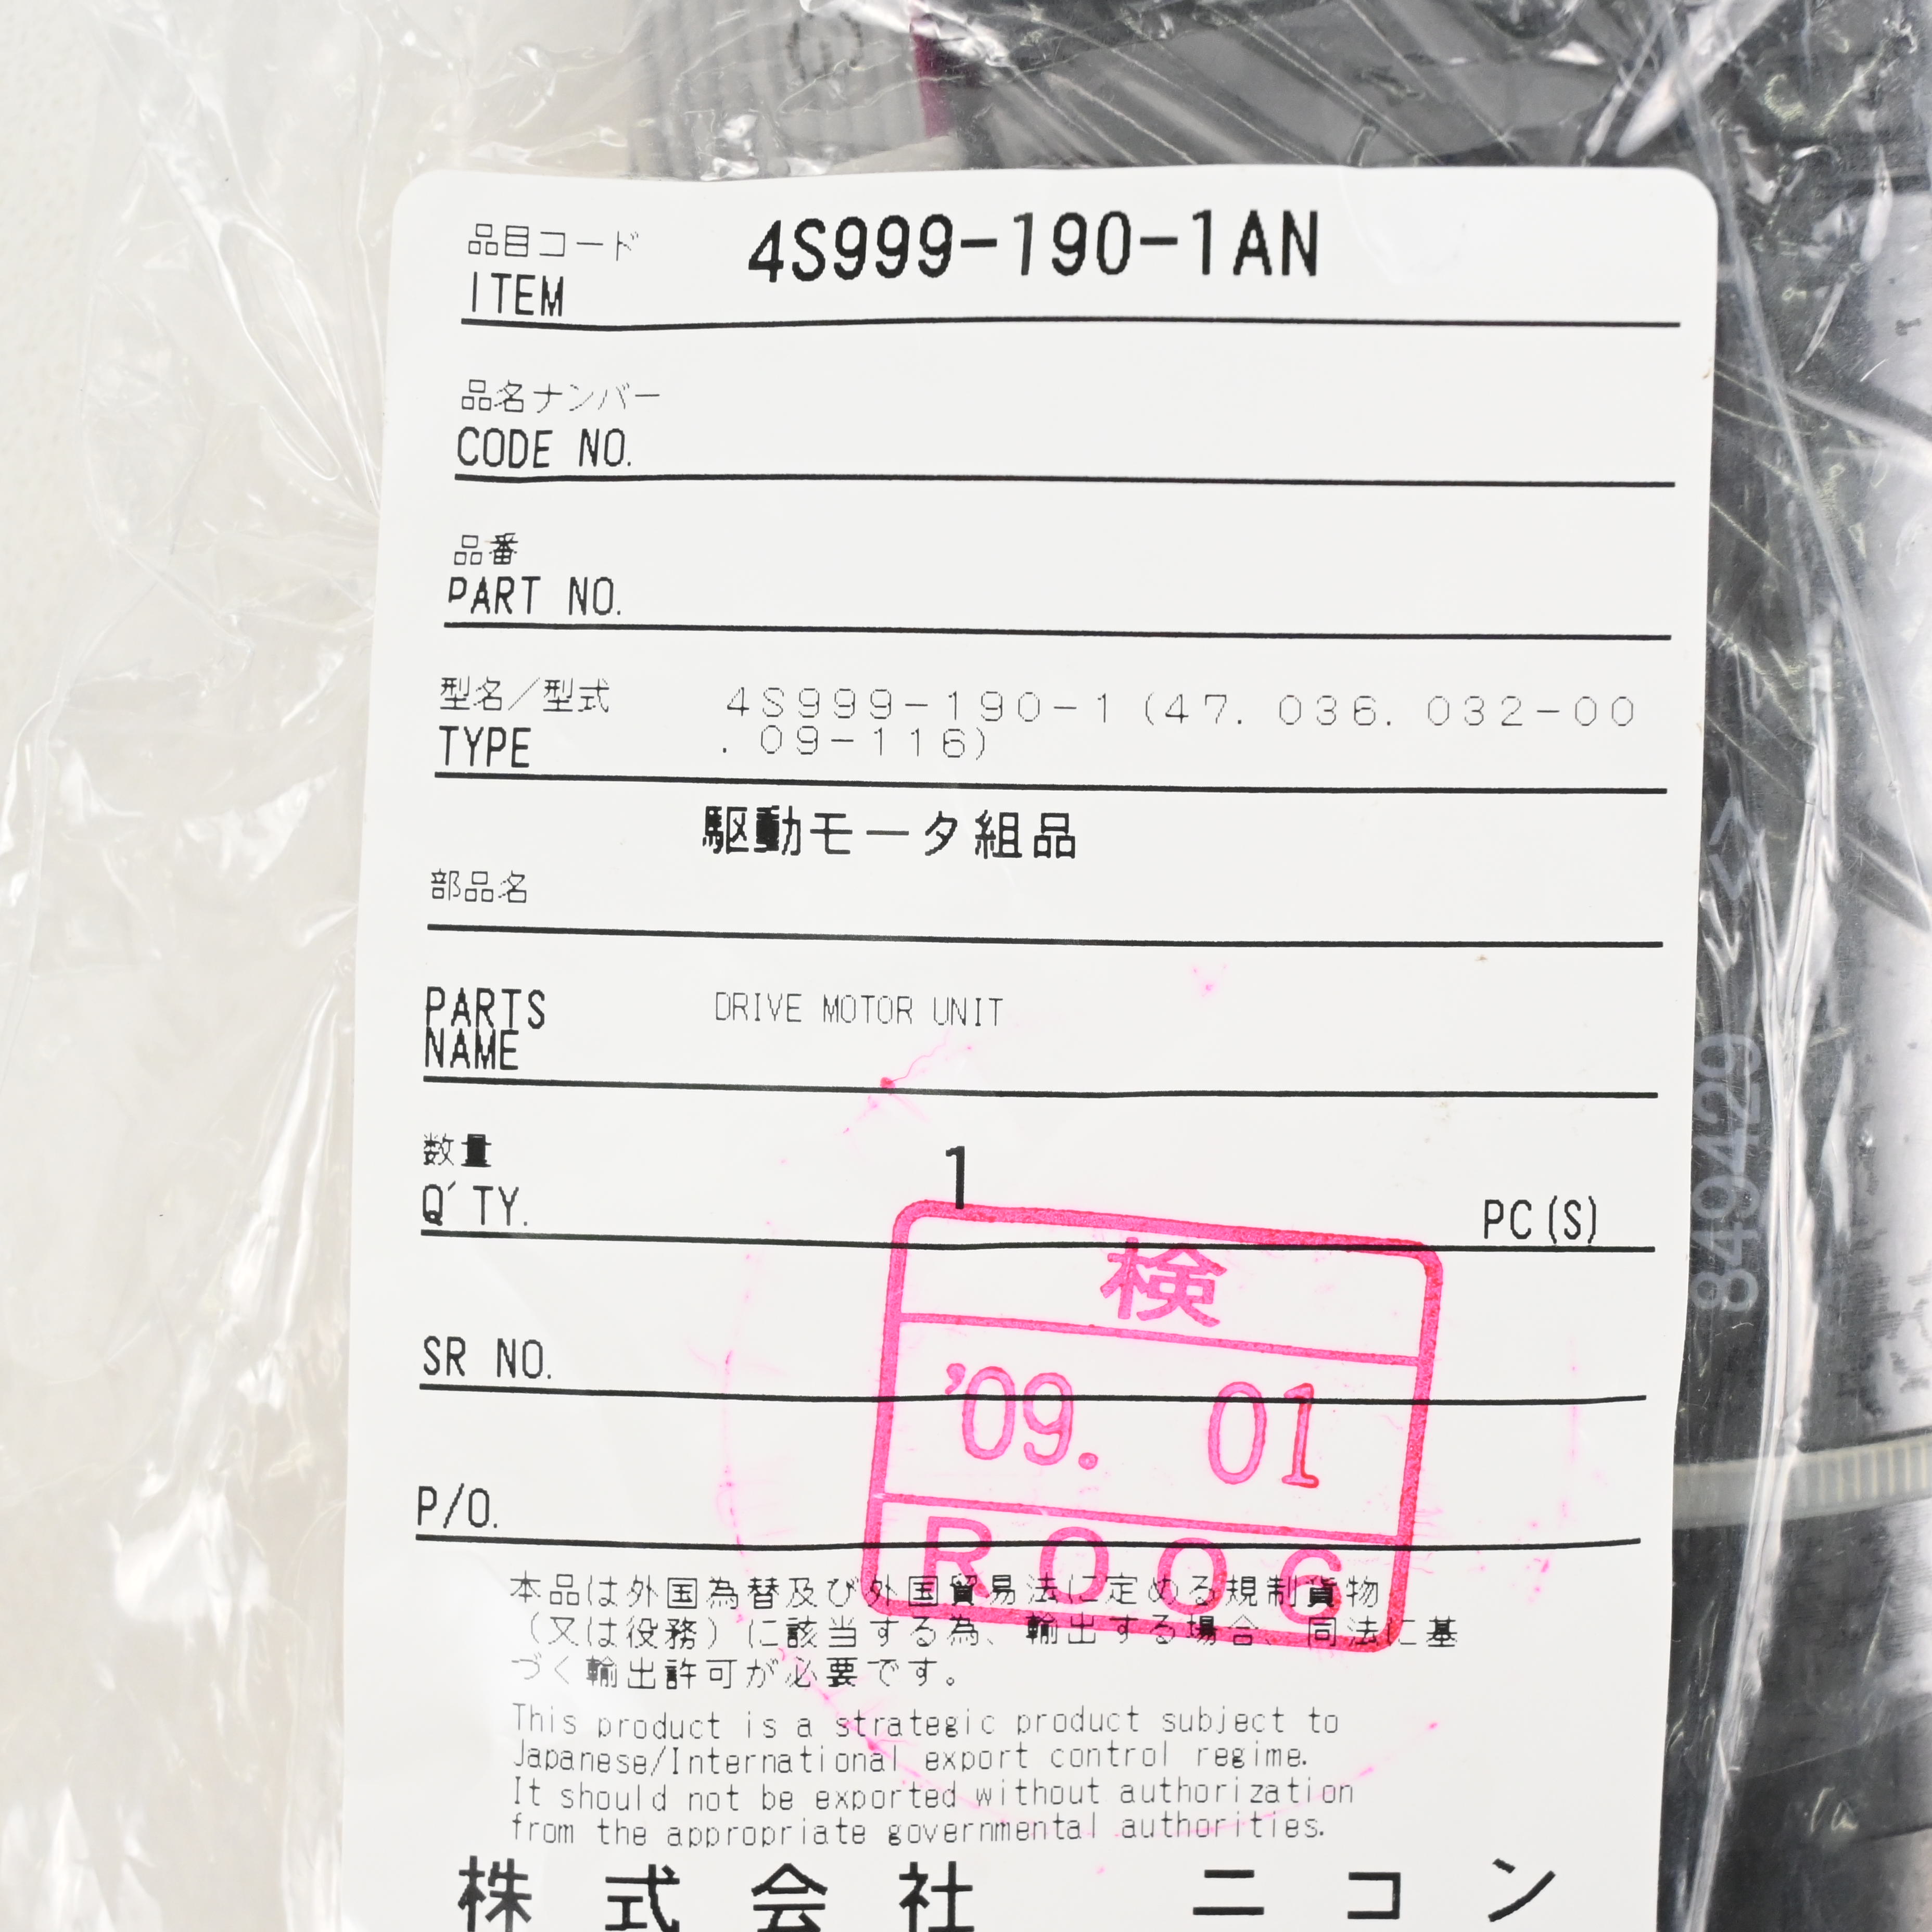 品目コード
ITEM 4S999-190-1AN
品名ナンバー
CODE NO.
品番
PART NO.
型名／型式 4S999-190-1(47. 036. 032-00
TYPE . 09-116)
駆動モータ組品
部品名
PARTS
NAME DRIVE MOTOR UNIT
数量 1
Q'TY. PC(S)
検
SR NO.
'09. 01
P/O.
R006
本品は外国為替及び外国貿易法に定める規制貨物
（又は役務）に該当する為、輸出する場合、同法に基
づく輸出許可が必要です。
This product is a strategic product subject to
Japanese/International export control regime.
It should not be exported without authorization
from the appropriate governmental authorities.
株式会社 ニコン
849429